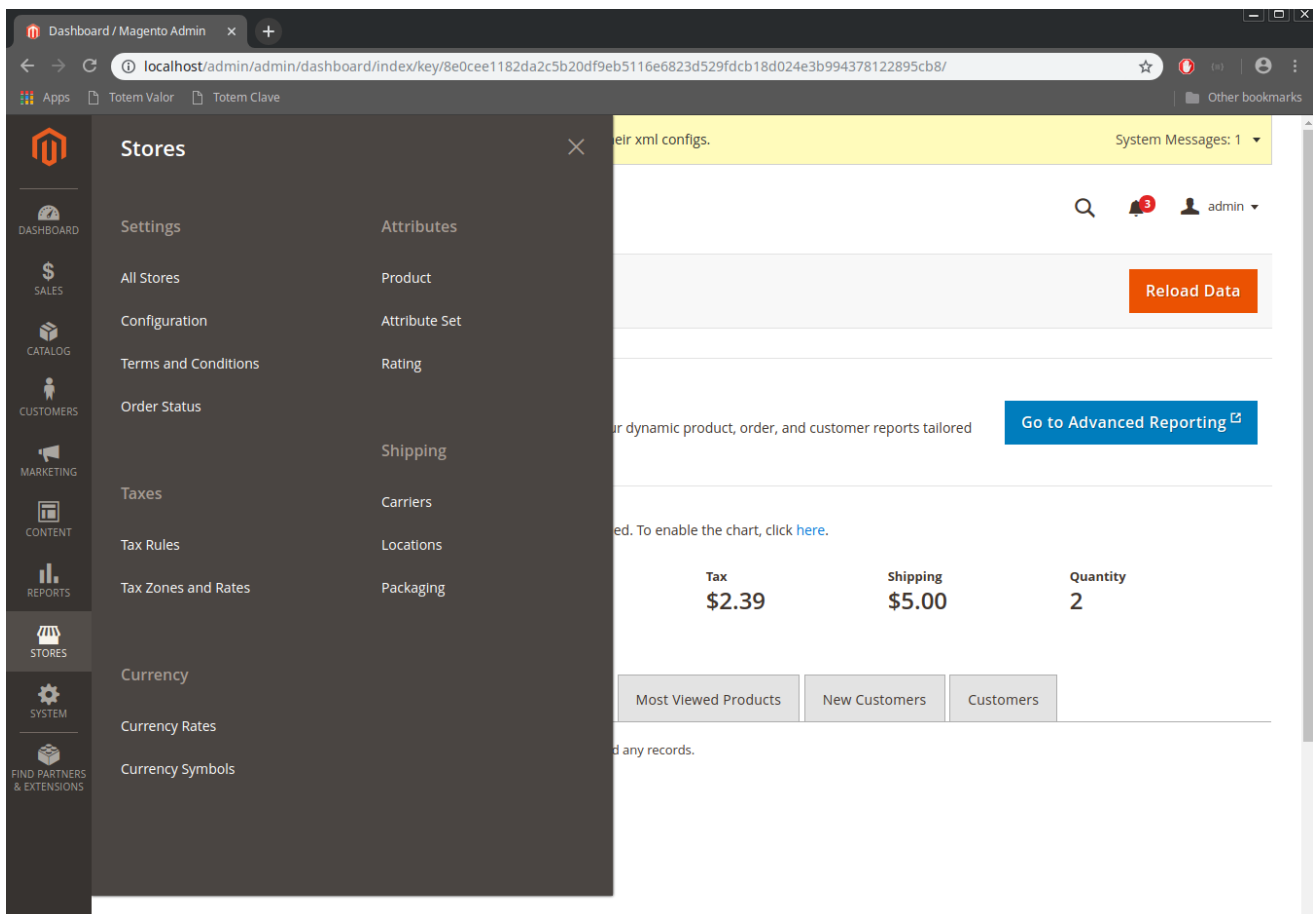 Dashboard / Magento Admin
localhost/admin/admin/dashboard/index/key/8e0cee1182da2c5b20df9eb5116e6823d529fdcb18d024e3b994378122895cb8/
Apps Totem Valor Totem Clave Other bookmarks
DASHBOARD
SALES
CATALOG
CUSTOMERS
MARKETING
CONTENT
REPORTS
STORES
SYSTEM
FIND PARTNERS
& EXTENSIONS
Stores
Settings
All Stores
Configuration
Terms and Conditions
Order Status
Taxes
Tax Rules
Tax Zones and Rates
Currency
Currency Rates
Currency Symbols
Attributes
Product
Attribute Set
Rating
Shipping
Carriers
Locations
Packaging
eir xml configs. System Messages: 1
3 admin
Reload Data
ur dynamic product, order, and customer reports tailored
Go to Advanced Reporting
ed. To enable the chart, click here.
Tax Shipping Quantity
$2.39 $5.00 2
Most Viewed Products New Customers Customers
d any records.